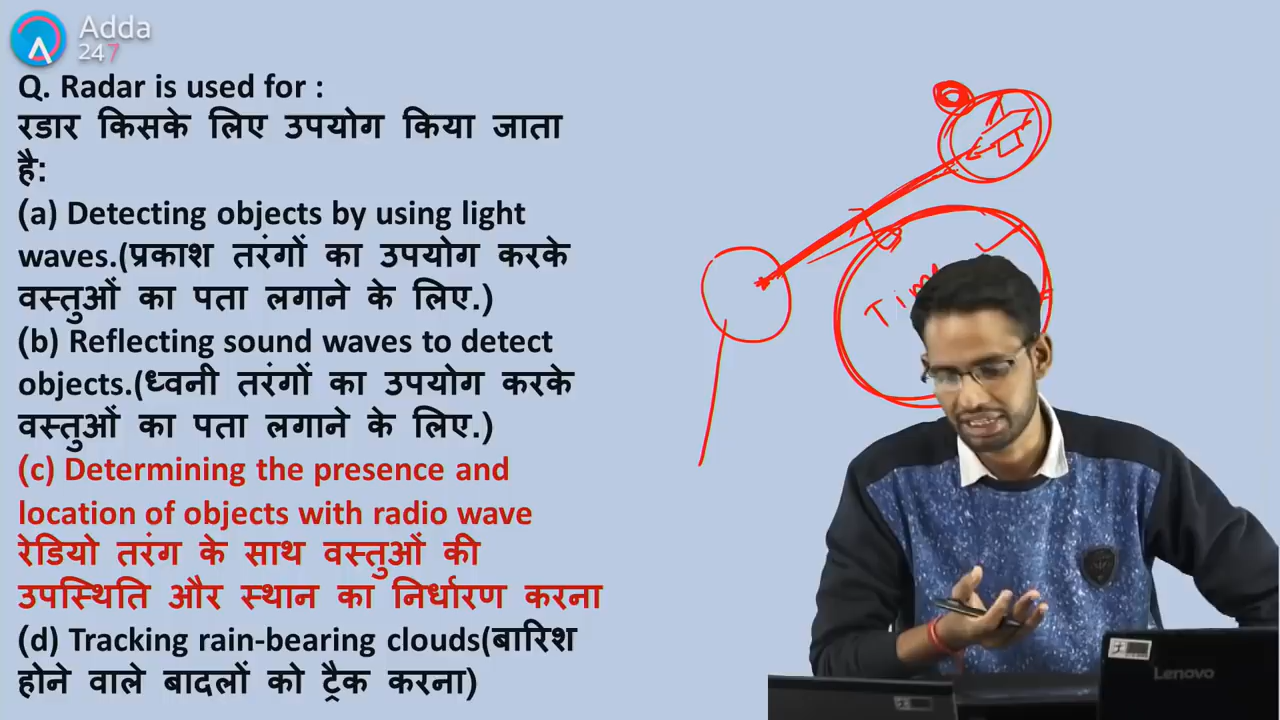 Adda
247
Q. Radar is used for :
रडार किसके लिए उपयोग किया जाता
है:
(a) Detecting objects by using light
waves.(प्रकाश तरंगों का उपयोग करके
वस्तुओं का पता लगाने के लिए.)
(b) Reflecting sound waves to detect
objects.(ध्वनी तरंगों का उपयोग करके
वस्तुओं का पता लगाने के लिए.)
(c) Determining the presence and
location of objects with radio wave
रेडियो तरंग के साथ वस्तुओं की
उपस्थिति और स्थान का निर्धारण करना
(d) Tracking rain-bearing clouds(बारिश
होने वाले बादलों को ट्रैक करना)
Lenovo